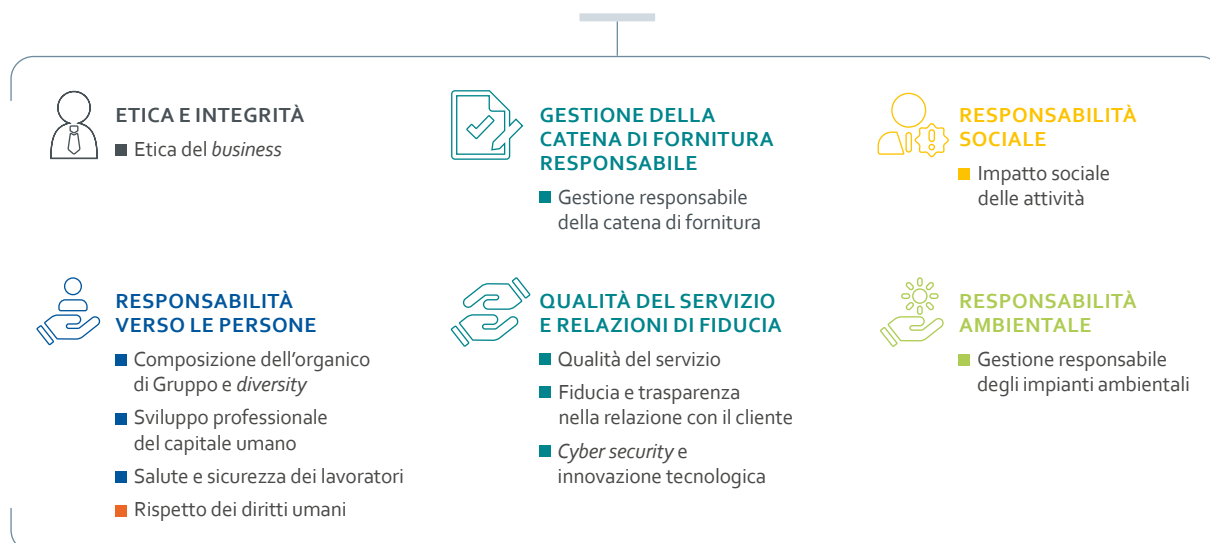 ETICA E INTEGRITÀ
Etica del business
GESTIONE DELLA
CATENA DI FORNITURA
RESPONSABILE
Gestione responsabile
della catena di fornitura
RESPONSABILITÀ
SOCIALE
Impatto sociale
delle attività
RESPONSABILITÀ
VERSO LE PERSONE
Composizione dell'organico
di Gruppo e diversity
Sviluppo professionale
del capitale umano
Salute e sicurezza dei lavoratori
Rispetto dei diritti umani
QUALITÀ DEL SERVIZIO
E RELAZIONI DI FIDUCIA
Qualità del servizio
Fiducia e trasparenza
nella relazione con il cliente
Cyber security e
innovazione tecnologica
RESPONSABILITÀ
AMBIENTALE
Gestione responsabile
degli impianti ambientali